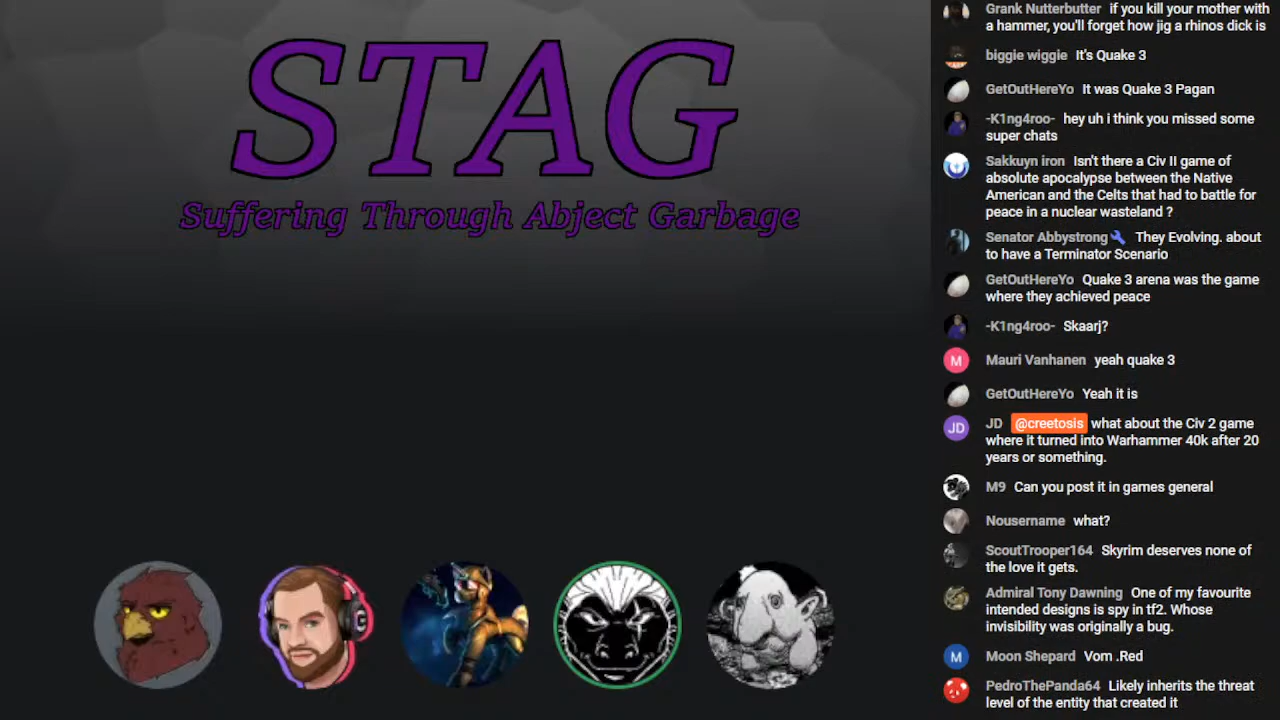 STAG
Suffering Through Abject Garbage
Grank Nutterbutter if you kill your mother with
a hammer, you'll forget how jig a rhinos dick is
biggie wiggie It's Quake 3
GetOutHereYo It was Quake 3 Pagan
-K1ng4roo- hey uh i think you missed some
super chats
Sakkuyn iron Isn't there a Civ II game of
absolute apocalypse between the Native
American and the Celts that had to battle for
peace in a nuclear wasteland ?
Senator Abbystrong They Evolving. about
to have a Terminator Scenario
GetOutHereYo Quake 3 arena was the game
where they achieved peace
-K1ng4roo- Skaarj?
M Mauri Vanhanen yeah quake 3
GetOutHereYo Yeah it is
JD JD @creetosis what about the Civ 2 game
where it turned into Warhammer 40k after 20
years or something.
M9 Can you post it in games general
Nousername what?
ScoutTrooper164 Skyrim deserves none of
the love it gets.
Admiral Tony Dawning One of my favourite
intended designs is spy in tf2. Whose
invisibility was originally a bug.
M Moon Shepard Vom .Red
PedroThePanda64 Likely inherits the threat
level of the entity that created it